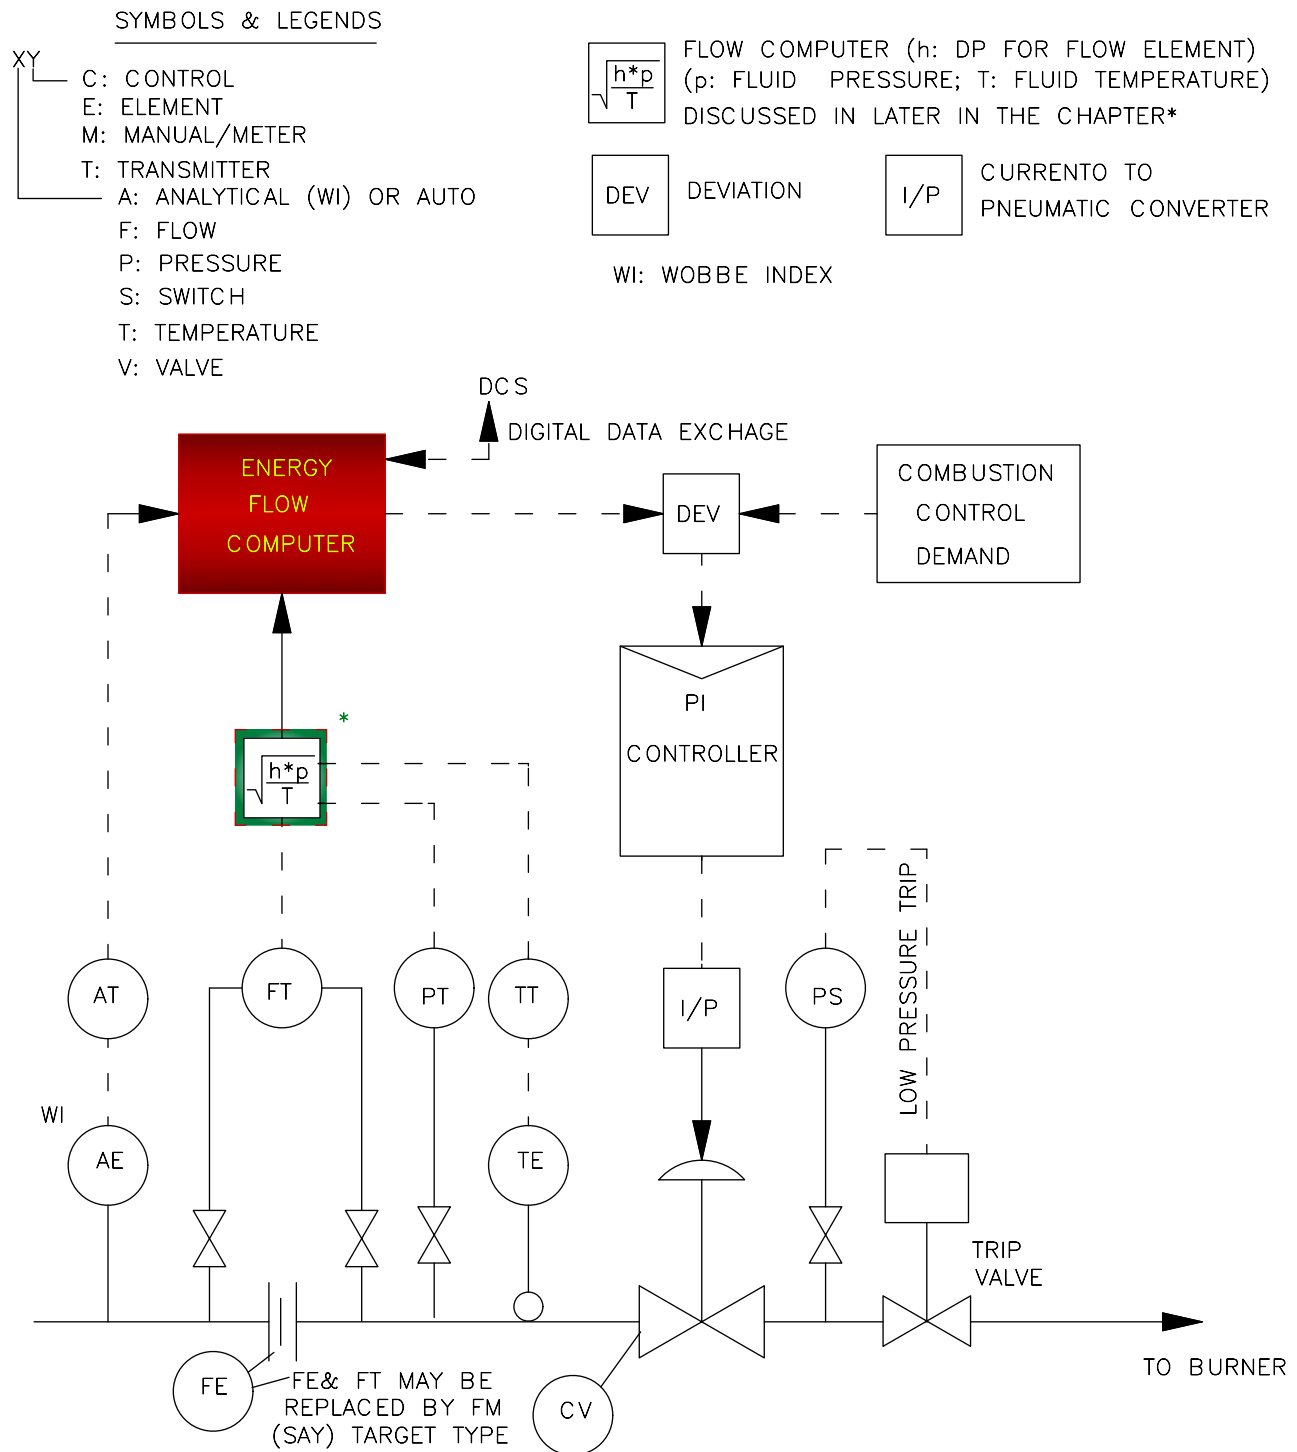 SYMBOLS & LEGENDS
XY
C: CONTROL
E: ELEMENT
M: MANUAL/METER
T: TRANSMITTER
A: ANALYTICAL (WI) OR AUTO
F: FLOW
P: PRESSURE
S: SWITCH
T: TEMPERATURE
V: VALVE
√ h*p
T
FLOW COMPUTER (h: DP FOR FLOW ELEMENT)
(p: FLUID PRESSURE; T: FLUID TEMPERATURE)
DISCUSSED IN LATER IN THE CHAPTER*
DEV
DEVIATION
I/P
CURRENTO TO
PNEUMATIC CONVERTER
WI: WOBBE INDEX
DCS
DIGITAL DATA EXCHAGE
ENERGY
FLOW
COMPUTER
DEV
COMBUSTION
CONTROL
DEMAND
PI
CONTROLLER
*
√ h*p
T
LOW PRESSURE TRIP
AT
FT
PT
TT
I/P
PS
WI
AE
TE
TRIP
VALVE
FE
FE& FT MAY BE
REPLACED BY FM
(SAY) TARGET TYPE
CV
TO BURNER